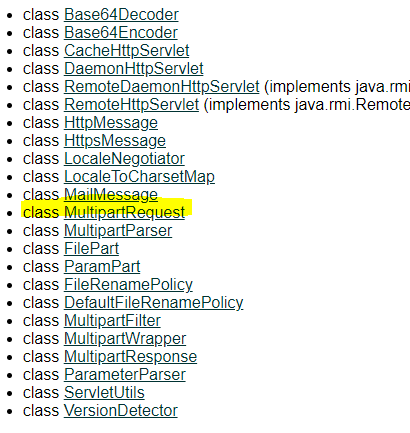 class Base64Decoder
class Base64Encoder
class CacheHttpServlet
class DaemonHttpServlet
class RemoteDaemonHttpServlet (implements java.rmi
class RemoteHttpServlet (implements java.rmi.Remote
class HttpMessage
class HttpsMessage
class LocaleNegotiator
class LocaleToCharsetMap
class MailMessage
class MultipartRequest
class MultipartParser
class FilePart
class ParamPart
class FileRenamePolicy
class DefaultFileRenamePolicy
class MultipartFilter
class MultipartWrapper
class MultipartResponse
class ParameterParser
class ServletUtils
class VersionDetector